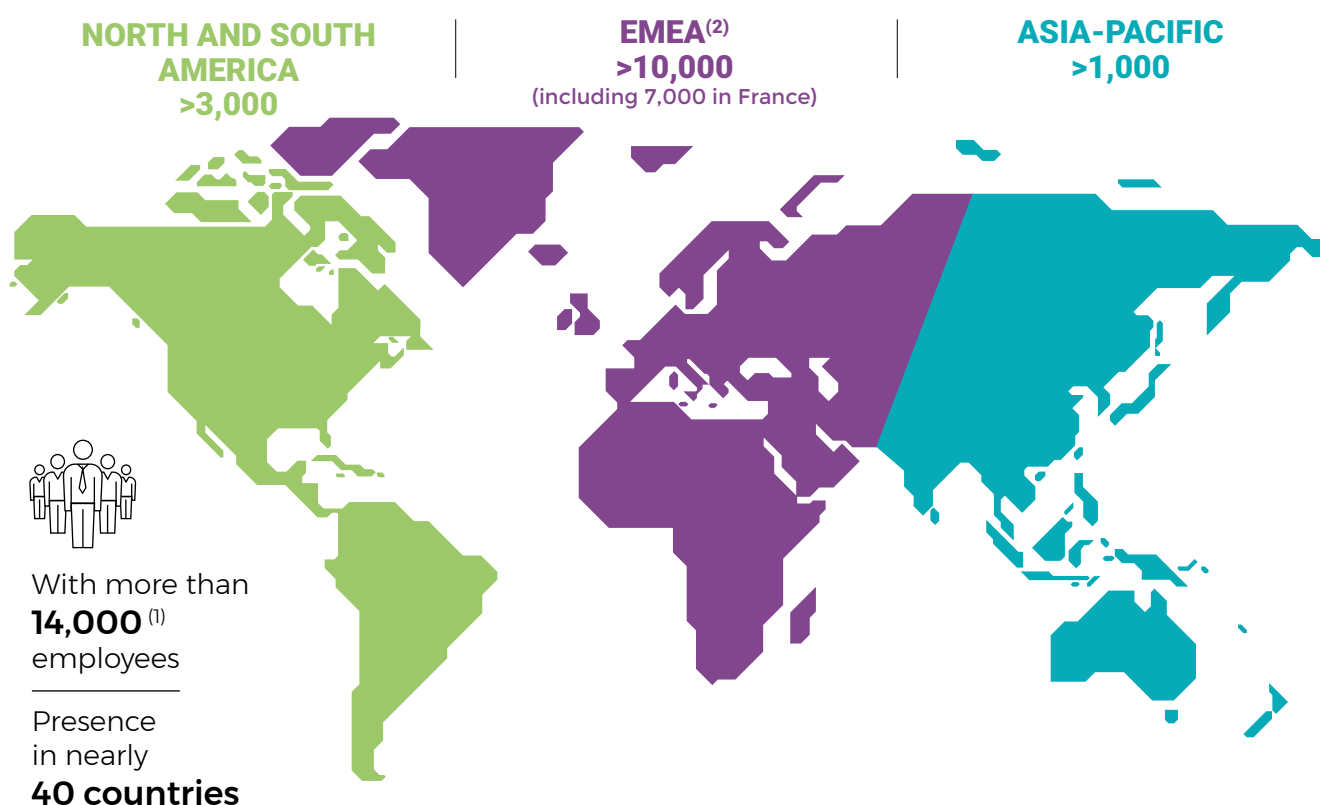 NORTH AND SOUTH
AMERICA
>3,000
EMEA(2)
>10,000
(including 7,000 in France)
ASIA-PACIFIC
>1,000
With more than
14,000 (1)
employees
Presence
in nearly
40 countries